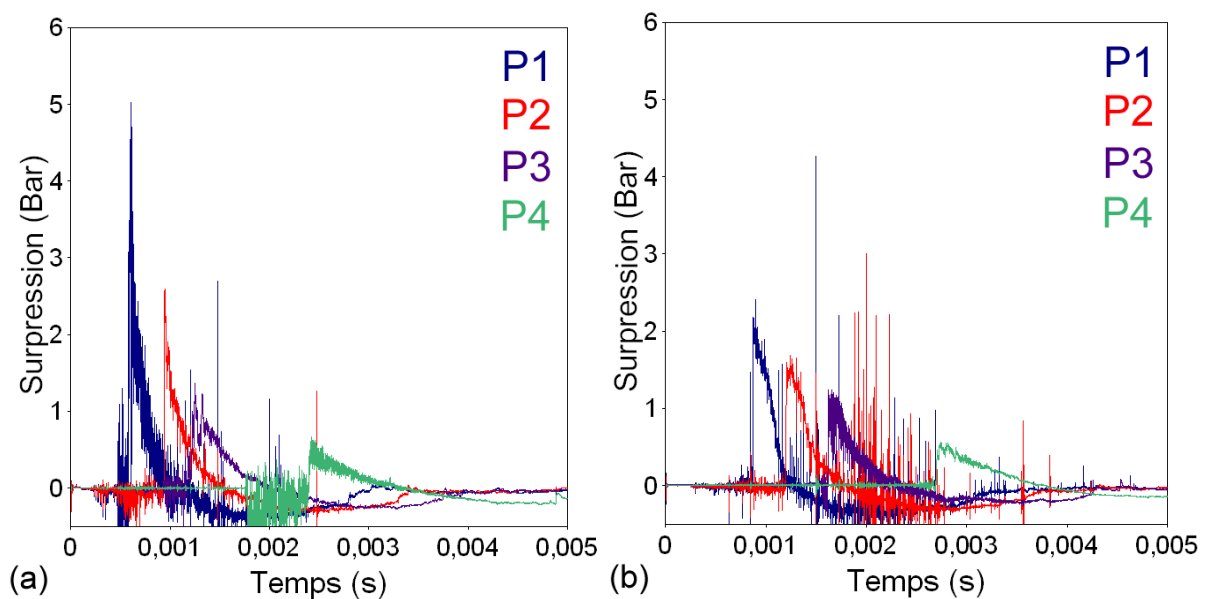 6
5
4
3
2
1
0
Surpression (Bar)
P1
P2
P3
P4
0
0,001
0,002
0,003
0,004
0,005
Temps (s)
(a)
6
5
4
3
2
1
0
Surpression (Bar)
P1
P2
P3
P4
0
0,001
0,002
0,003
0,004
0,005
Temps (s)
(b)